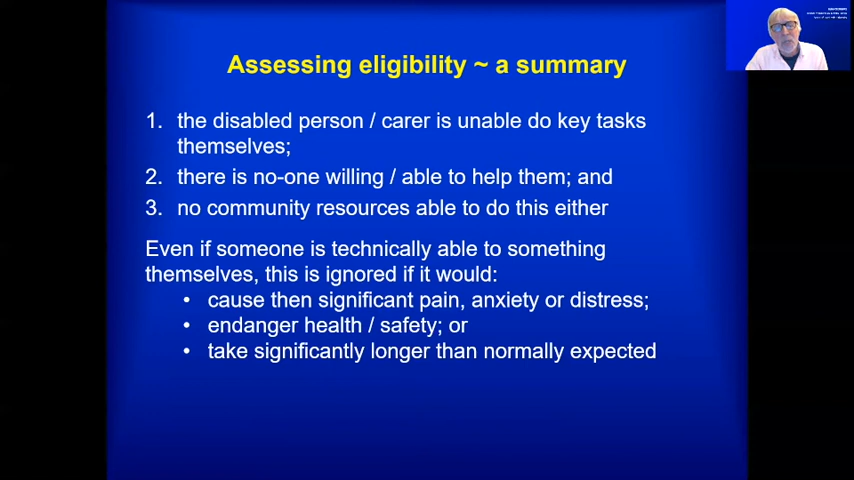 Assessing eligibility ~ a summary
1. the disabled person / carer is unable do key tasks
themselves;
2. there is no-one willing / able to help them; and
3. no community resources able to do this either
Even if someone is technically able to something
themselves, this is ignored if it would:
• cause then significant pain, anxiety or distress;
• endanger health / safety; or
• take significantly longer than normally expected